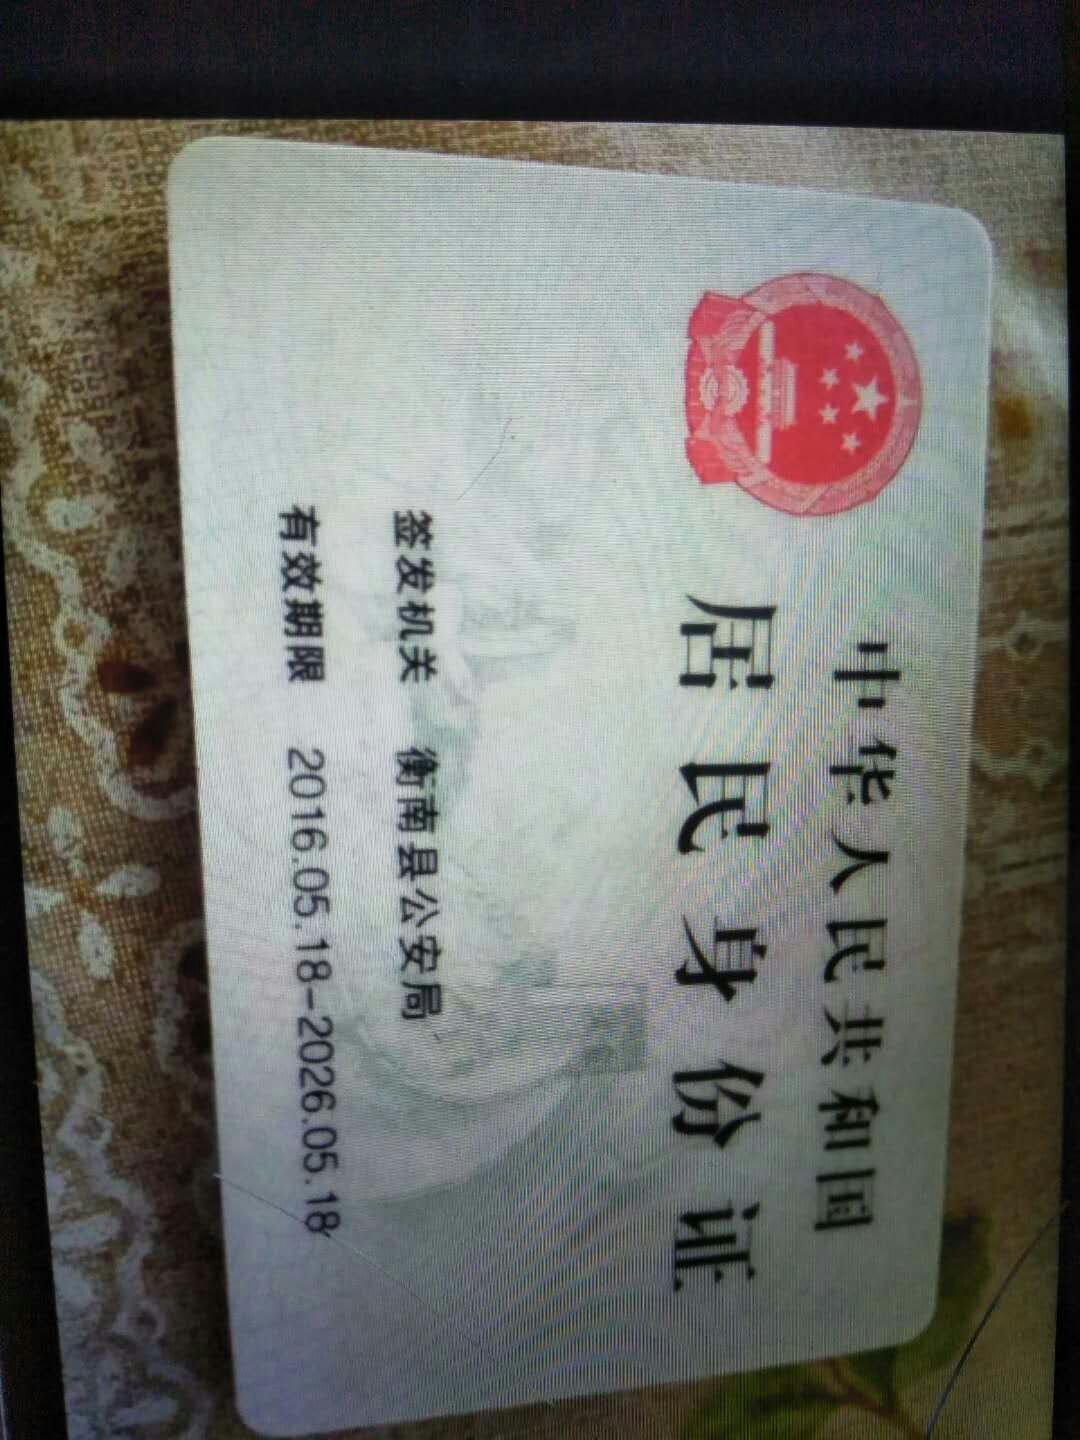 中华人民共和国
居民身份证
签发机关 衡南县公安局
有效期限 2016.05.18-2026.05.18